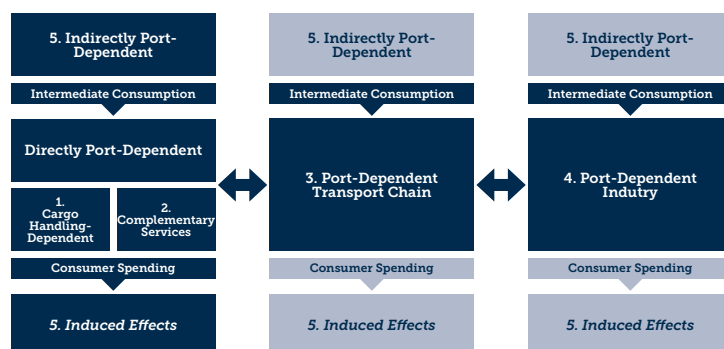 5. Indirectly Port-
Dependent
Intermediate Consumption
Directly Port-Dependent
1.
Cargo
Handling-
Dependent
2.
Complementary
Services
Consumer Spending
5. Induced Effects
5. Indirectly Port-
Dependent
Intermediate Consumption
3. Port-Dependent
Transport Chain
Consumer Spending
5. Induced Effects
5. Indirectly Port-
Dependent
Intermediate Consumption
4. Port-Dependent
Indutry
Consumer Spending
5. Induced Effects